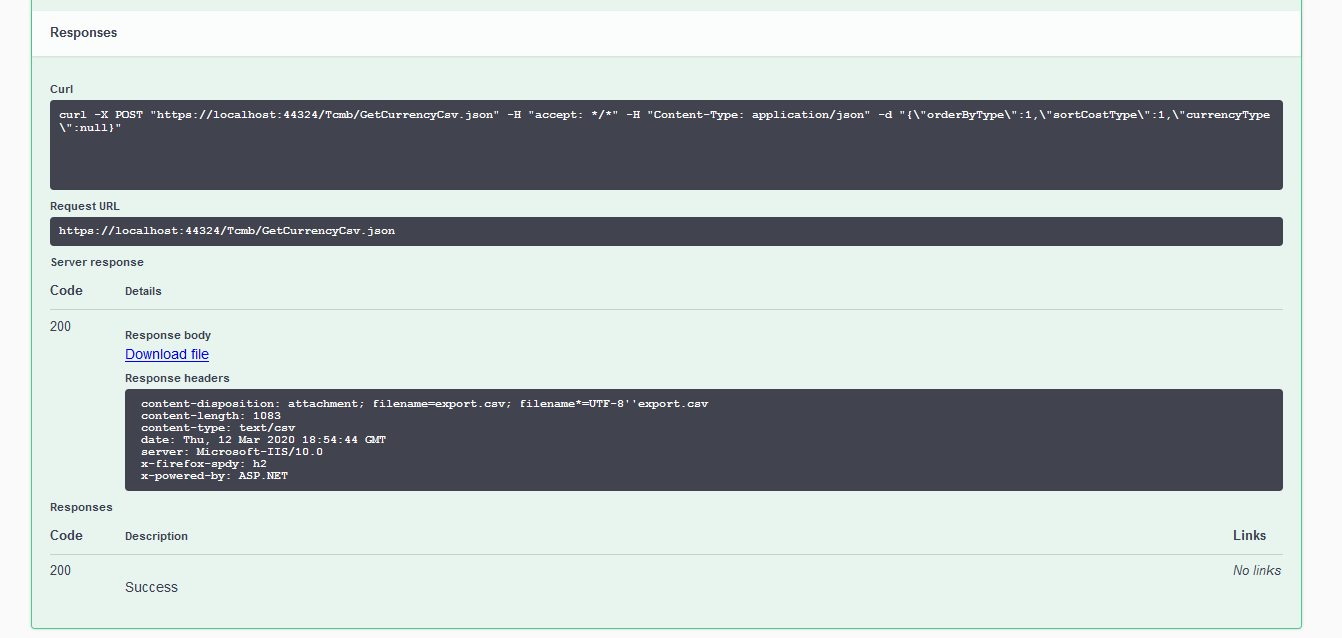 Responses
Curl
curl -X POST "https://localhost:44324/Tcmb/GetCurrencyCsv.json" -H "accept: */*" -H "Content-Type: application/json" -d "{\"orderByType\":1,\"sortCostType\":1,\"currencyType
\":null}"
Request URL
https://localhost:44324/Tcmb/GetCurrencyCsv.json
Server response
Code Details
200
Response body
Download file
Response headers
content-disposition: attachment; filename=export.csv; filename*=UTF-8''export.csv
content-length: 1083
content-type: text/csv
date: Thu, 12 Mar 2020 18:54:44 GMT
server: Microsoft-IIS/10.0
x-firefox-spdy: h2
x-powered-by: ASP.NET
Responses
Code Description Links
200 No links
Success